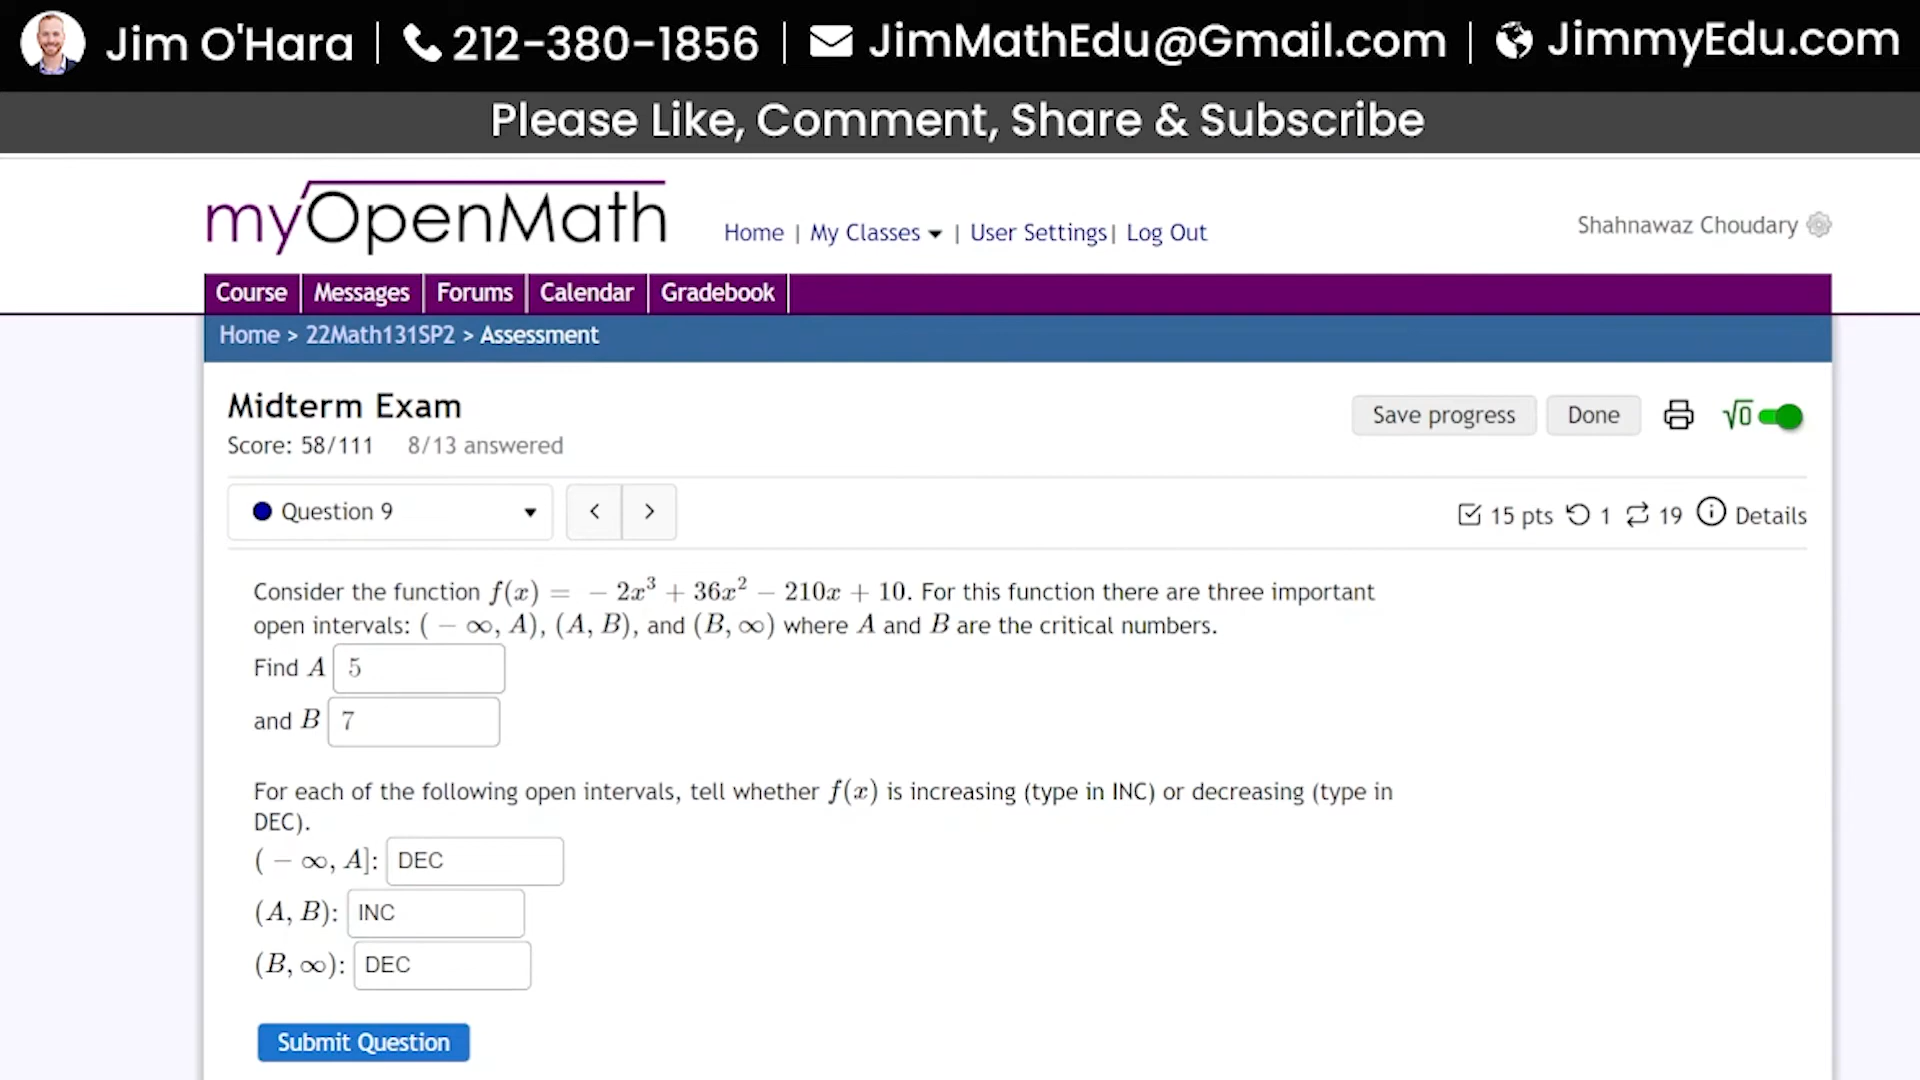 Jim O'Hara | 212-380-1856 | JimMathEdu@Gmail.com | JimmyEdu.com
Please Like, Comment, Share & Subscribe
myOpenMath
Home | My Classes | User Settings | Log Out
Shahnawaz Choudary
Course Messages Forums Calendar Gradebook
Home > 22Math131SP2 > Assessment
Midterm Exam
Save progress Done √0
Score: 58/111 8/13 answered
Question 9 < > 15 pts 1 19 Details
Consider the function f(x) = − 2x³ + 36x² − 210x + 10. For this function there are three important
open intervals: ( − ∞, A), (A, B), and (B, ∞) where A and B are the critical numbers.
Find A 5
and B 7
For each of the following open intervals, tell whether f(x) is increasing (type in INC) or decreasing (type in
DEC).
( − ∞, A]: DEC
(A, B): INC
(B, ∞): DEC
Submit Question